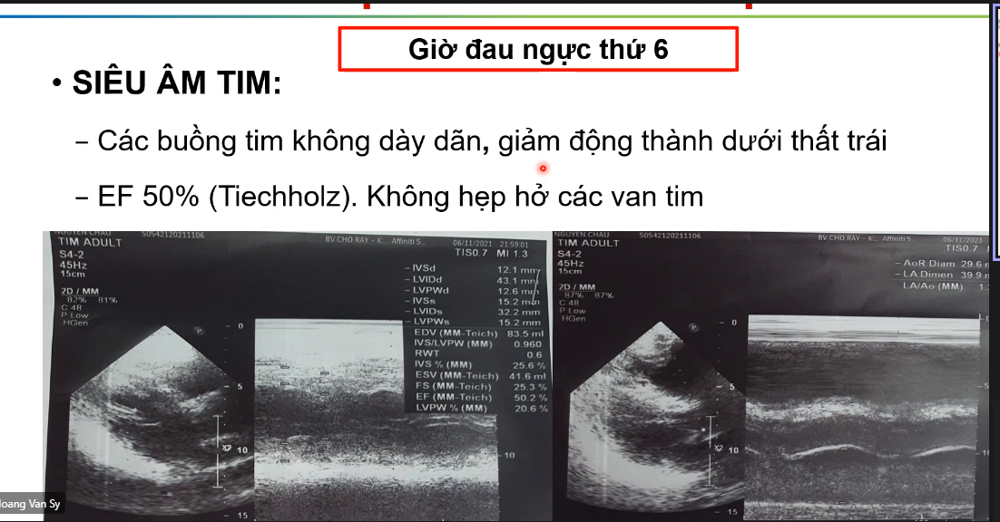 Giờ đau ngực thứ 6
• SIÊU ÂM TIM:
– Các buồng tim không dày dãn, giảm động thành dưới thất trái
– EF 50% (Tiechholz). Không hẹp hở các van tim
NGUYEN CHAU 50542120211106 BV CHO RAY - K... Affiniti 5... 06/11/2021 21:59:01
TIM ADULT TIS0.7 MI 1.3
S4-2
45Hz
15cm
2D / MM
82% 81%
C 48
P Low
HGen
IVSd 12.1 mm
LVIDd 43.1 mm
LVPWd 12.6 mm
IVSs 15.2 mm
LVIDs 32.2 mm
LVPWs 15.2 mm
EDV (MM-Teich) 83.5 ml
IVS/LVPW (MM) 0.960
RWT 0.6
IVS % (MM) 25.6 %
ESV (MM-Teich) 41.6 ml
FS (MM-Teich) 25.3 %
EF (MM-Teich) 50.2 %
LVPW % (MM) 20.6 %
P
0
5
X2 10
15
10
NGUYEN CHAU 50542120211106 BV CHO RAY - K... Affiniti 5... 06/11/2021
TIM ADULT TIS0.7
S4-2
45Hz
15cm
2D / MM
87% 87%
C 48
P Low
HGen
AoR Diam 29.6
LA Dimen 39.9
LA/Ao (MM) 1.
P
0
5
X2 10
15
oang Van Sy